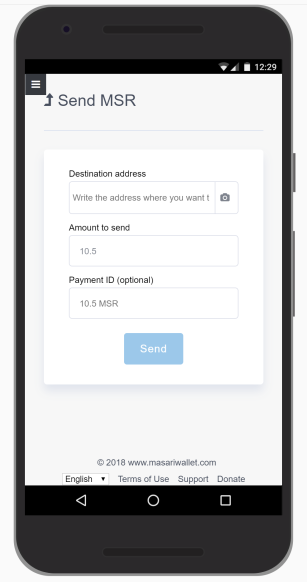 12:29
Send MSR
Destination address
Write the address where you want t
Amount to send
10.5
Payment ID (optional)
10.5 MSR
Send
© 2018 www.masariwallet.com
English Terms of Use Support Donate